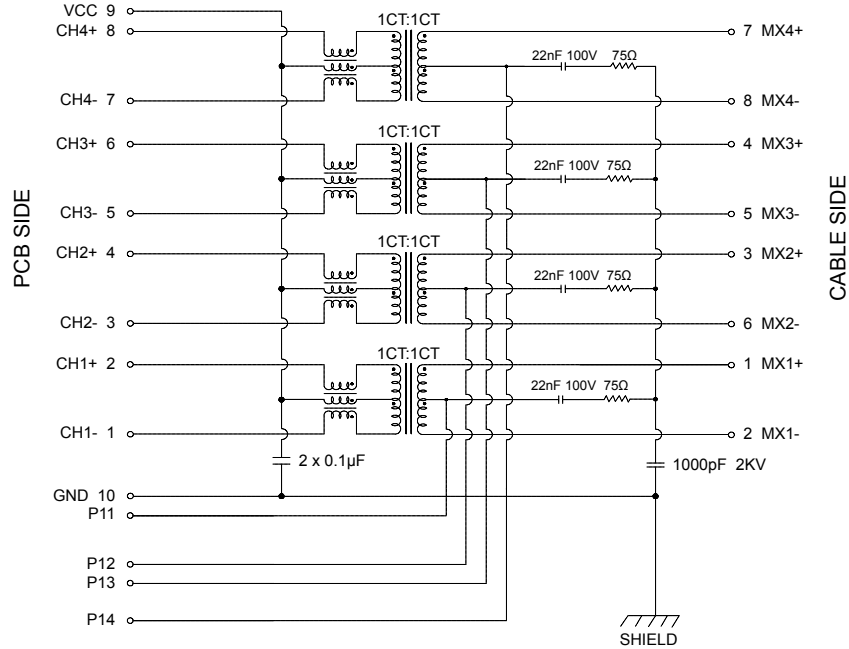 VCC 9
1CT:1CT
CH4+ 8
7 MX4+
22nF 100V 75Ω
CH4- 7
8 MX4-
1CT:1CT
CH3+ 6
4 MX3+
22nF 100V 75Ω
PCB SIDE
CABLE SIDE
CH3- 5
5 MX3-
1CT:1CT
CH2+ 4
3 MX2+
22nF 100V 75Ω
CH2- 3
6 MX2-
1CT:1CT
CH1+ 2
1 MX1+
22nF 100V 75Ω
CH1- 1
2 MX1-
2 x 0.1µF
1000pF 2KV
GND 10
P11
P12
P13
P14
SHIELD